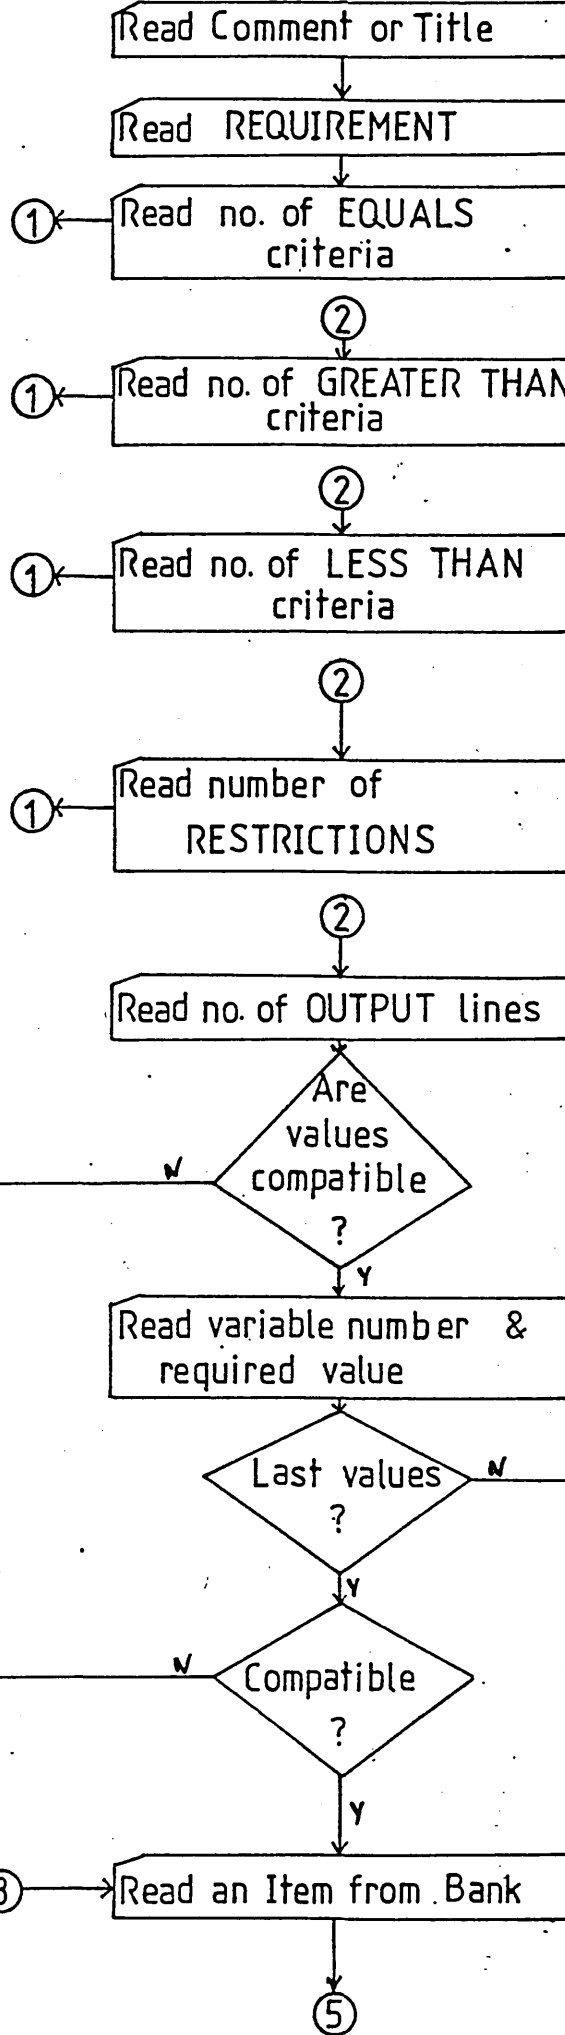 Read Comment or Title
Read REQUIREMENT
1
Read no. of EQUALS
criteria
2
1
Read no. of GREATER THAN
criteria
2
1
Read no. of LESS THAN
criteria
2
1
Read number of
RESTRICTIONS
2
Read no. of OUTPUT lines
Are
values
compatible
?
N
Y
Read variable number &
required value
Last values
?
N
Y
Compatible
?
N
Y
Read an Item from Bank
5